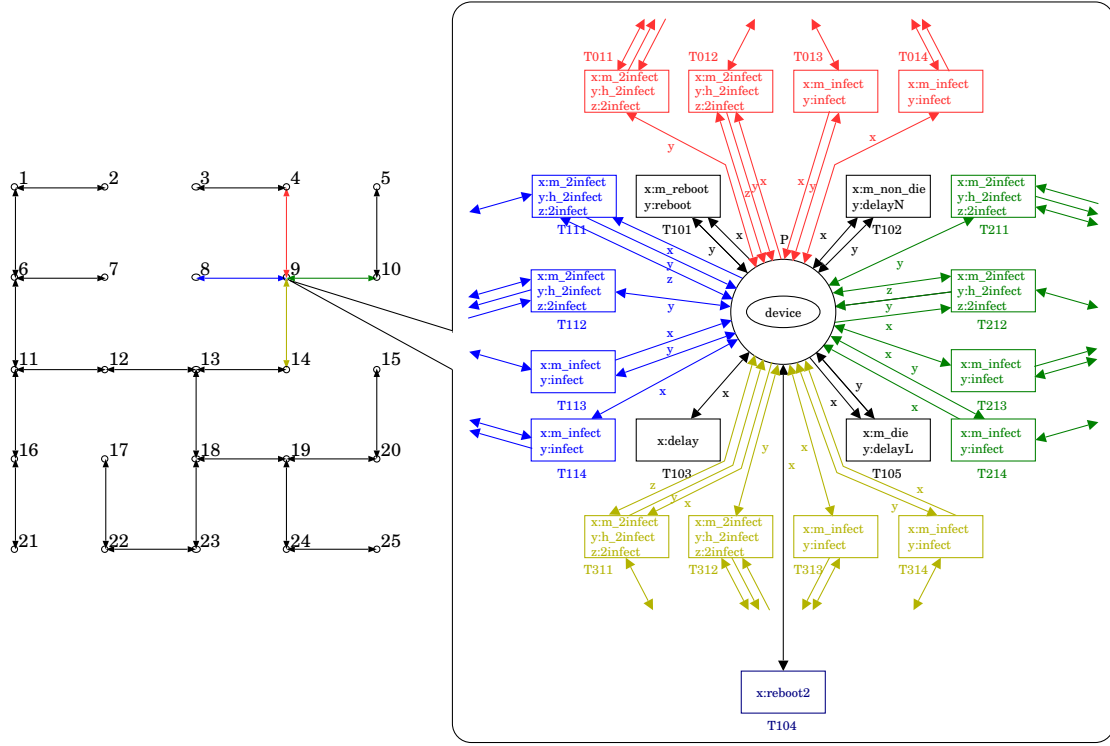 1
2
3
4
5
6
7
8
9
10
11
12
13
14
15
16
17
18
19
20
21
22
23
24
25
T011
x:m_2infect
y:h_2infect
z:2infect
T012
x:m_2infect
y:h_2infect
z:2infect
T013
x:m_infect
y:infect
T014
x:m_infect
y:infect
y
z
y
x
x
y
x
x:m_2infect
y:h_2infect
z:2infect
T111
x:m_reboot
y:reboot
T101
x:m_non_die
y:delayN
T102
x:m_2infect
y:h_2infect
z:2infect
T211
x
y
z
x
y
P
x
y
y
x:m_2infect
y:h_2infect
z:2infect
T112
y
device
z
y
x
x:m_2infect
y:h_2infect
z:2infect
T212
x:m_infect
y:infect
T113
x
y
x
x
y
x:m_infect
y:infect
T213
x:m_infect
y:infect
T114
x:delay
T103
x
x
y
x:m_die
y:delayL
T105
x:m_infect
y:infect
T214
z
y
x
y
x
x
x
y
x:m_2infect
y:h_2infect
z:2infect
T311
x:m_2infect
y:h_2infect
z:2infect
T312
x:m_infect
y:infect
T313
x:m_infect
y:infect
T314
x:reboot2
T104